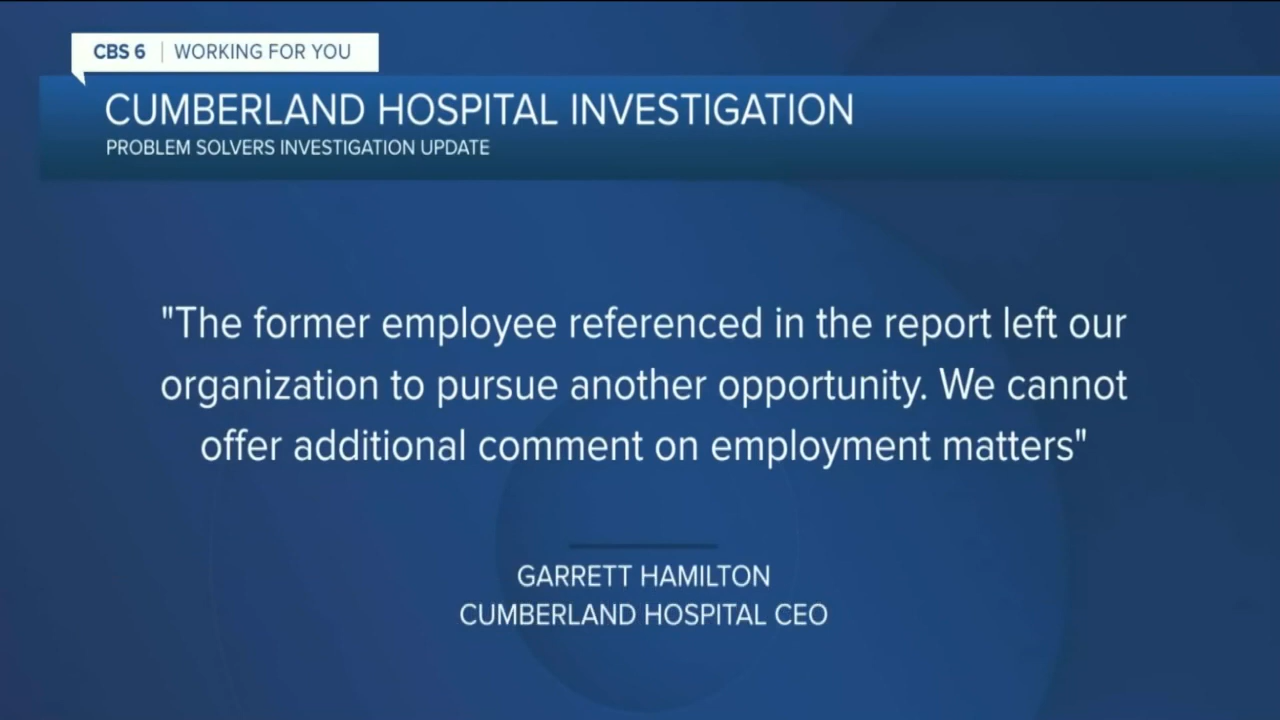 CBS 6 | WORKING FOR YOU
CUMBERLAND HOSPITAL INVESTIGATION
PROBLEM SOLVERS INVESTIGATION UPDATE
"The former employee referenced in the report left our
organization to pursue another opportunity. We cannot
offer additional comment on employment matters"
GARRETT HAMILTON
CUMBERLAND HOSPITAL CEO